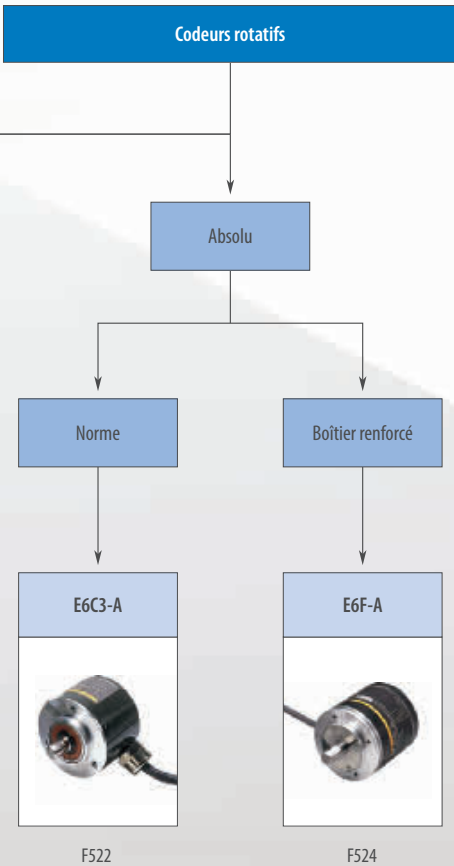 Codeurs rotatifs
Absolu
Norme
Boîtier renforcé
E6C3-A
E6F-A
F522
F524